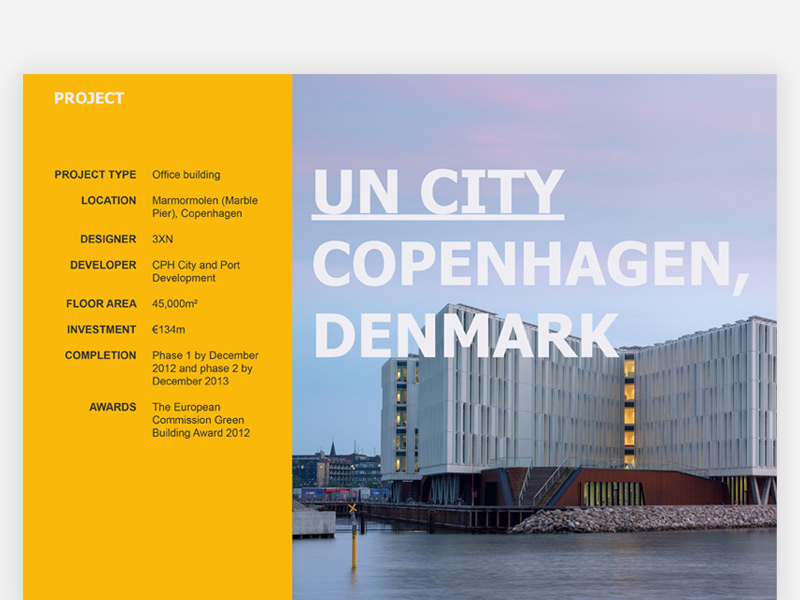 PROJECT
PROJECT TYPE Office building
LOCATION Marmormolen (Marble
Pier), Copenhagen
DESIGNER 3XN
DEVELOPER CPH City and Port
Development
FLOOR AREA 45,000m²
INVESTMENT €134m
COMPLETION Phase 1 by December
2012 and phase 2 by
December 2013
AWARDS The European
Commission Green
Building Award 2012
UN CITY
COPENHAGEN,
DENMARK